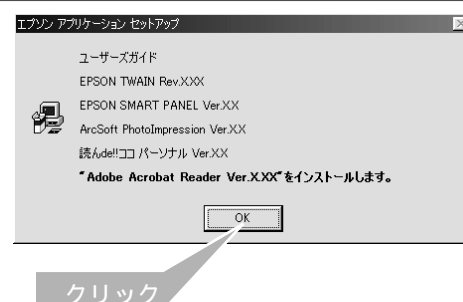 エプソン アプリケーション セットアップ
ユーザーズガイド
EPSON TWAIN Rev.X.XX
EPSON SMART PANEL Ver.XX
ArcSoft PhotoImpression Ver.XX
読んde!!ココ パーソナル Ver.XX
"Adobe Acrobat Reader Ver.X.XX"をインストールします。
OK
クリック